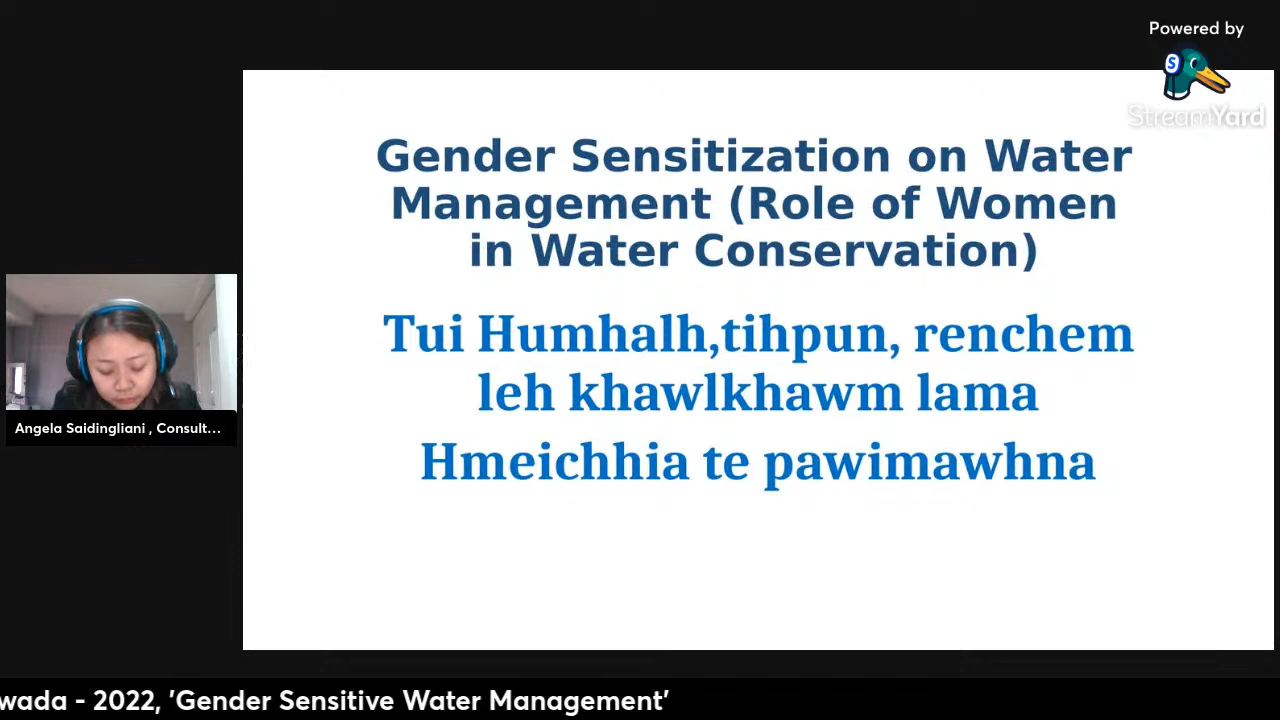 Powered by
StreamYard
Gender Sensitization on Water
Management (Role of Women
in Water Conservation)
Tui Humhalh,tihpun, renchem
leh khawlkhawm lama
Hmeichhia te pawimawhna
Angela Saidingliani , Consult...
wada - 2022, 'Gender Sensitive Water Management'